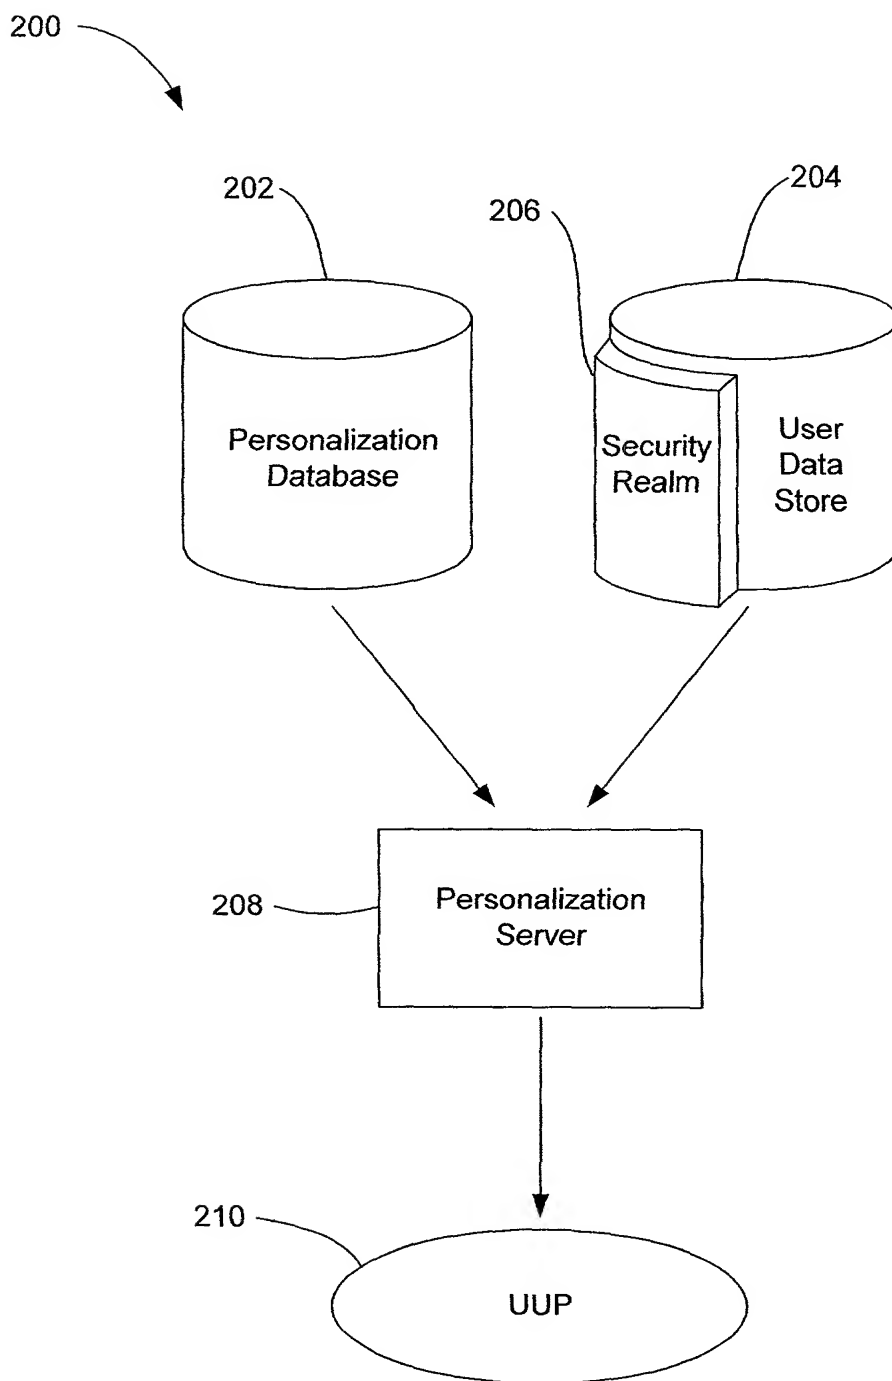 200
202
204
206
Personalization
Database
Security
Realm
User
Data
Store
208
Personalization
Server
210
UUP